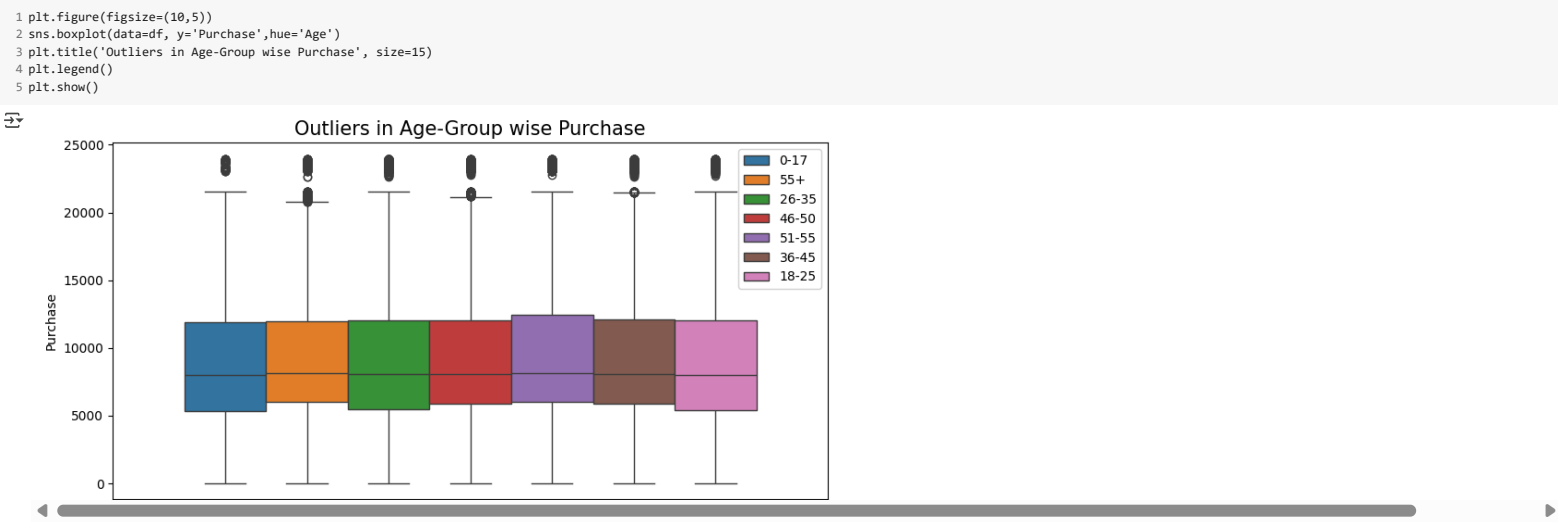 1 plt.figure(figsize=(10,5))
2 sns.boxplot(data=df, y='Purchase',hue='Age')
3 plt.title('Outliers in Age-Group wise Purchase', size=15)
4 plt.legend()
5 plt.show()
Outliers in Age-Group wise Purchase
25000
20000
15000
10000
5000
0
Purchase
0-17
55+
26-35
46-50
51-55
36-45
18-25